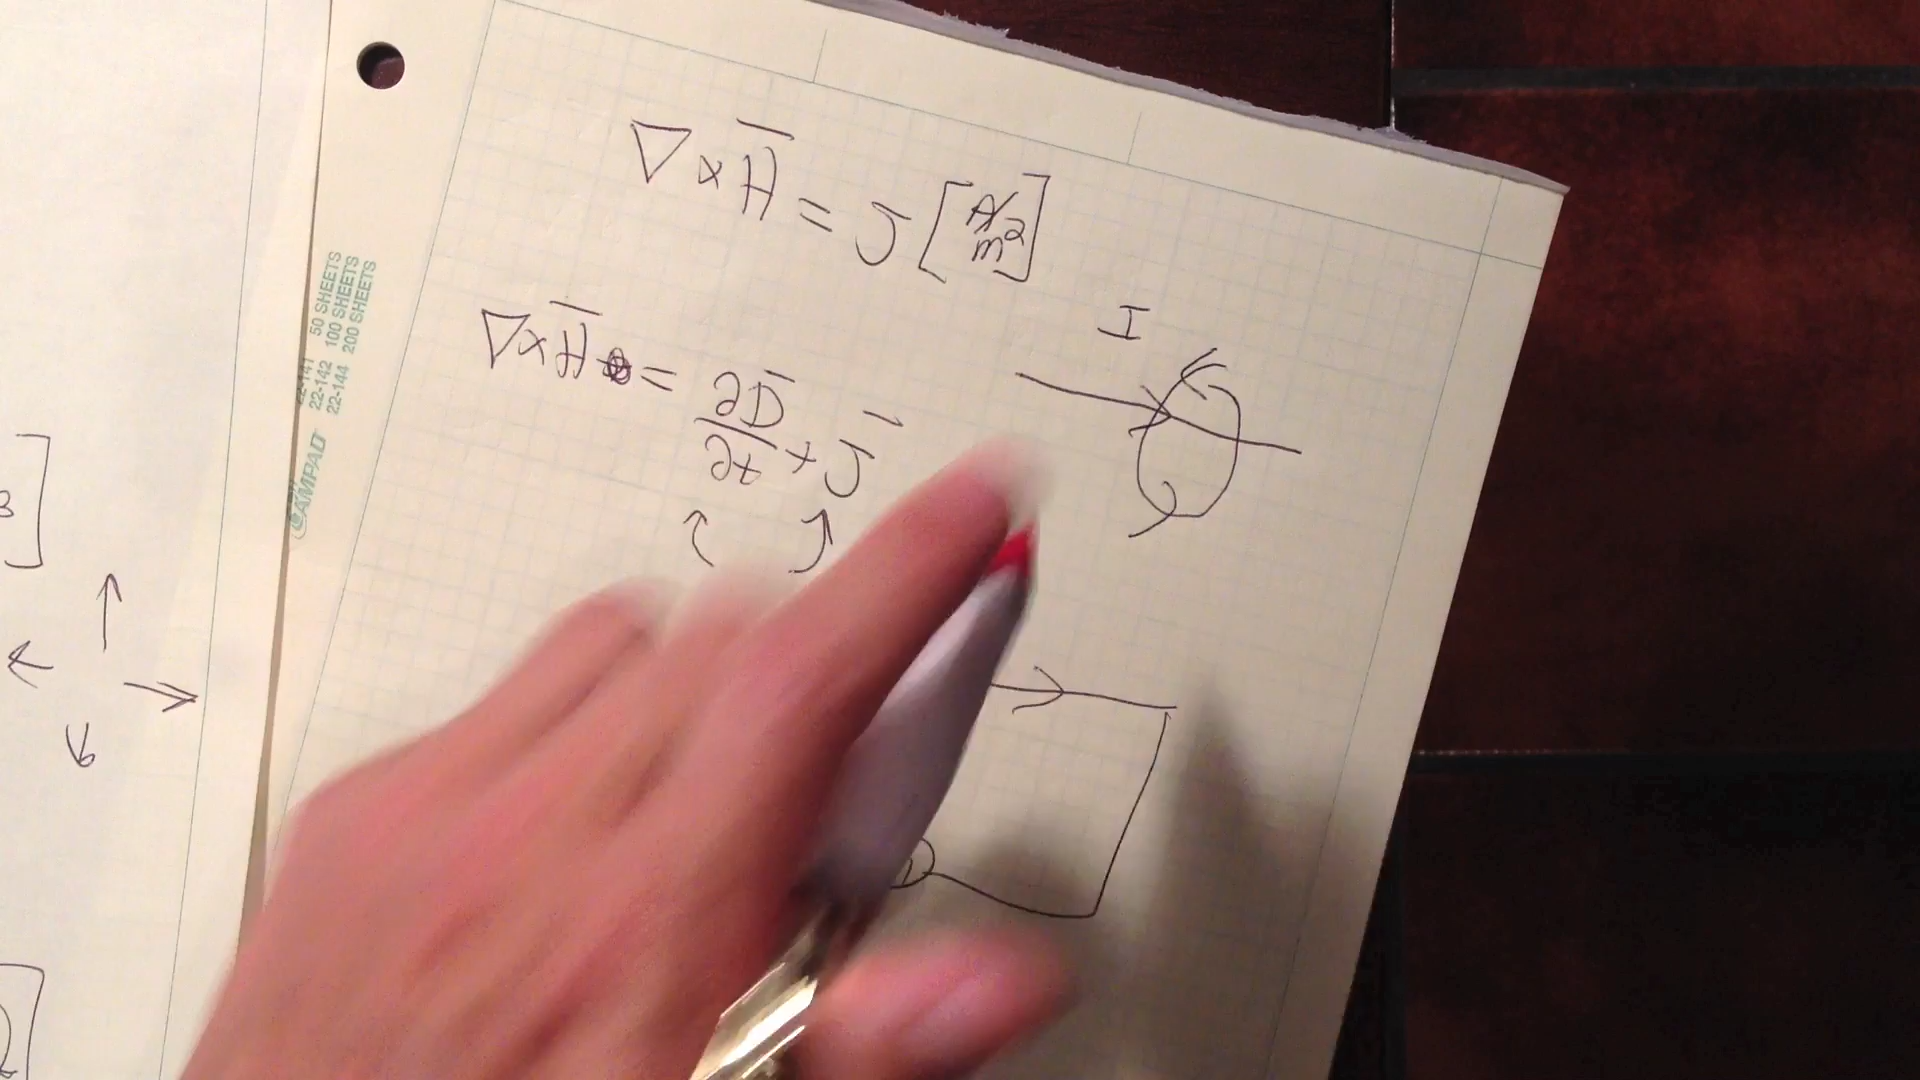 ∇ x H̅ = J [A/m²]
I
∇ x H̅ = ∂D̅/∂t + J̅
22-141 50 SHEETS
22-142 100 SHEETS
22-144 200 SHEETS
AMPAD